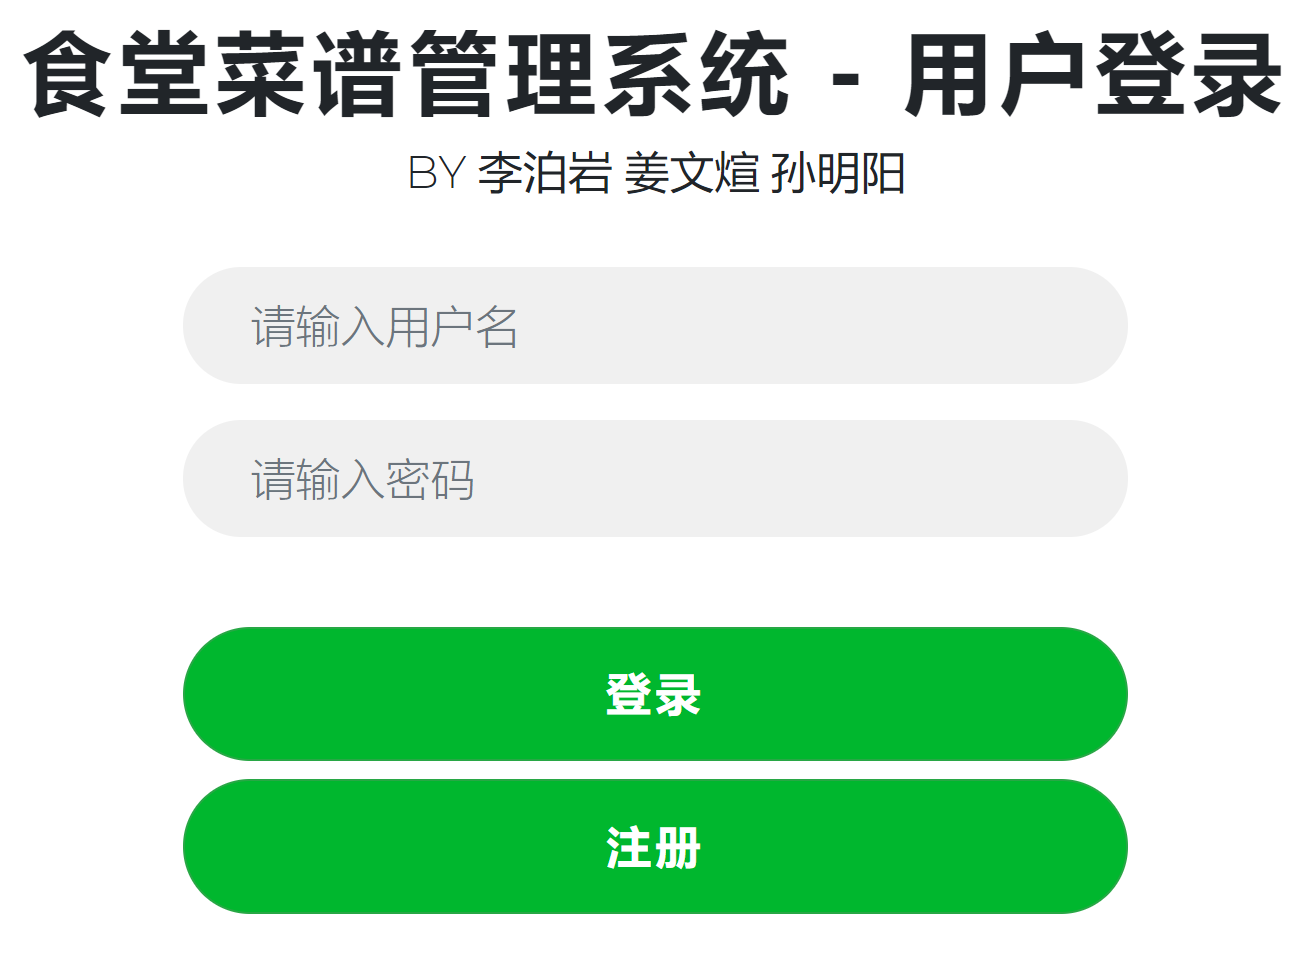 食堂菜谱管理系统 - 用户登录
BY 李泊岩 姜文煊 孙明阳
请输入用户名
请输入密码
登录
注册